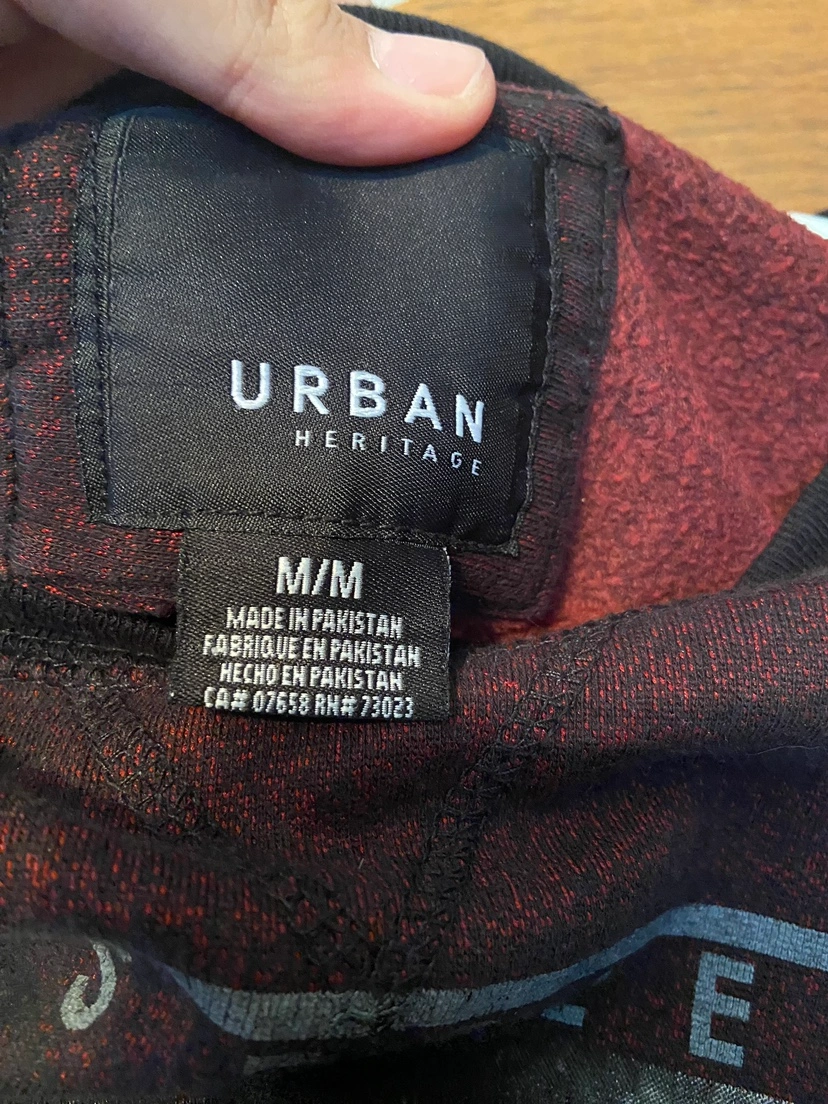 URBAN
HERITAGE
M/M
MADE IN PAKISTAN
FABRIQUE EN PAKISTAN
HECHO EN PAKISTAN
CA# 07658 RN# 73023
E